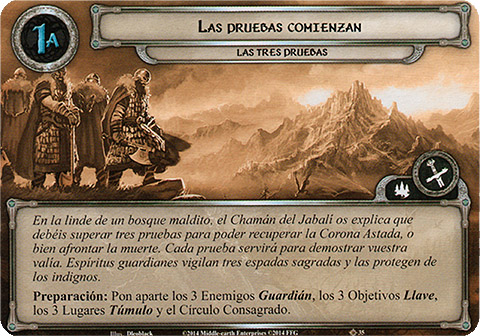 1A
Las pruebas comienzan
Las tres pruebas
En la linde de un bosque maldito, el Chamán del Jabalí os explica que
debéis superar tres pruebas para poder recuperar la Corona Astada, o
bien afrontar la muerte. Cada prueba servirá para demostrar vuestra
valía. Espíritus guardianes vigilan tres espadas sagradas y las protegen de
los indignos.
Preparación: Pon aparte los 3 Enemigos Guardián, los 3 Objetivos Llave,
los 3 Lugares Túmulo y el Círculo Consagrado.
Illus. Dleoblack ©2014 Middle-earth Enterprises ©2014 FFG 35